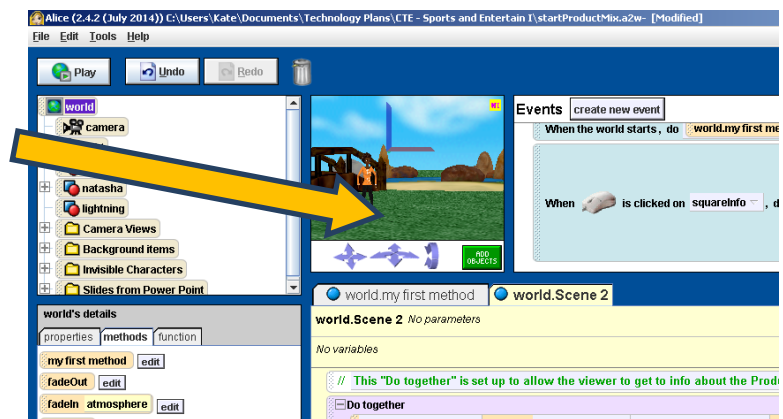 Alice (2.4.2 (July 2014)) C:\Users\Kate\Documents\Technology Plans\CTE - Sports and Entertain I\startProductMix.a2w- [Modified]
File Edit Tools Help
Play Undo Redo
world
camera
natasha
lightning
Camera Views
Background items
Invisible Characters
Slides from Power Point
ADD OBJECTS
Events create new event
When the world starts, do world.my first me
When is clicked on squareInfo , d
world's details
properties methods function
my first method edit
fadeOut edit
fadeIn atmosphere edit
world.my first method world.Scene 2
world.Scene 2 No parameters
No variables
// This "Do together" is set up to allow the viewer to get to info about the Prod
Do together